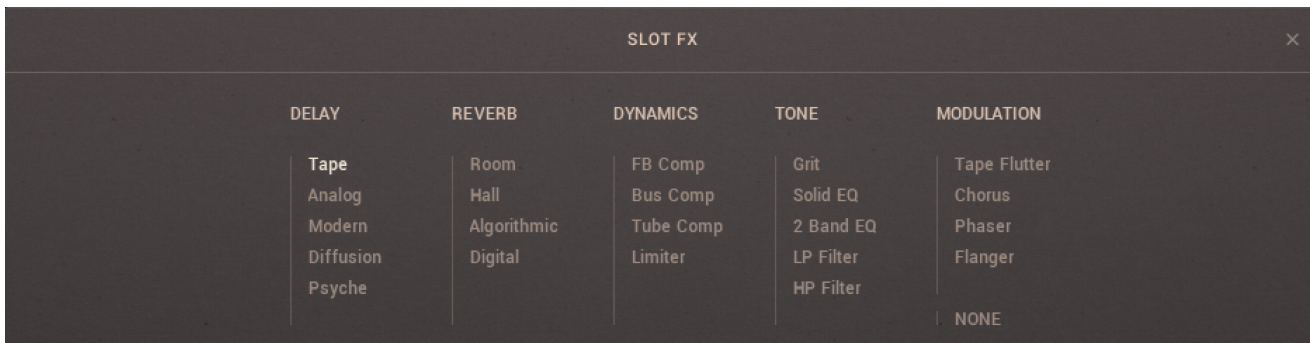 SLOT FX
×
DELAY
Tape
Analog
Modern
Diffusion
Psyche
REVERB
Room
Hall
Algorithmic
Digital
DYNAMICS
FB Comp
Bus Comp
Tube Comp
Limiter
TONE
Grit
Solid EQ
2 Band EQ
LP Filter
HP Filter
MODULATION
Tape Flutter
Chorus
Phaser
Flanger
NONE